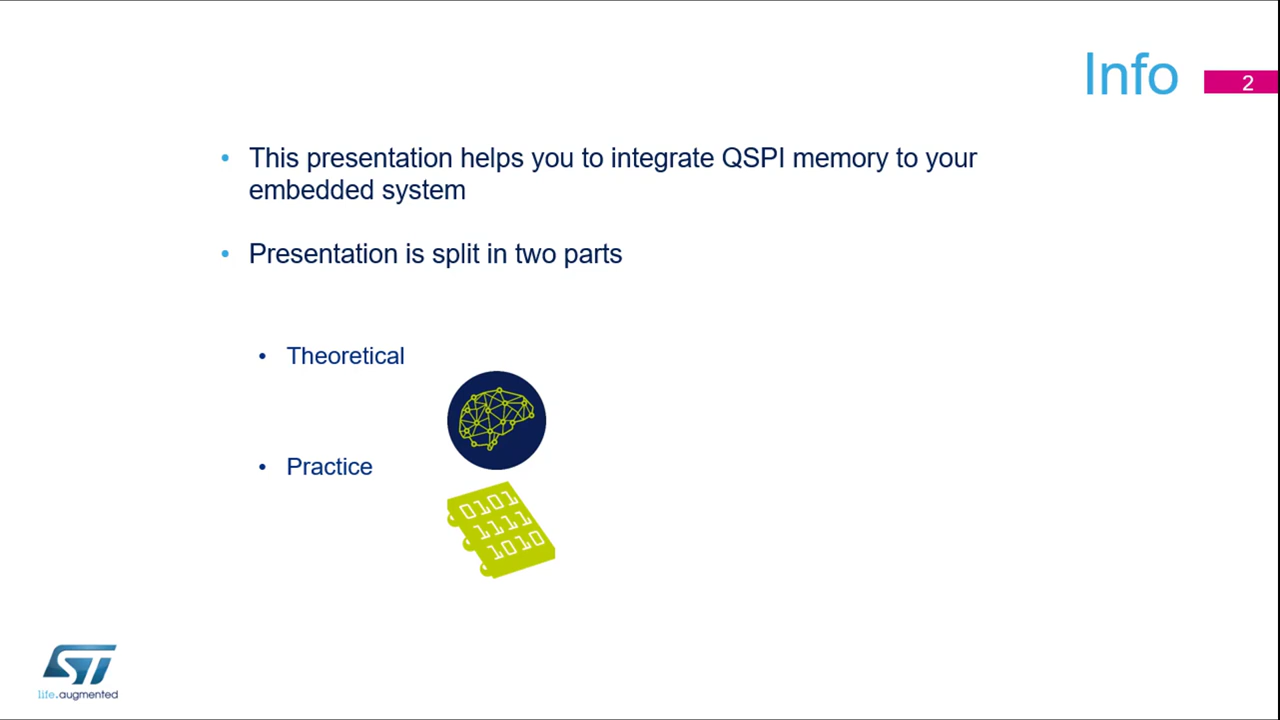 Info
2
• This presentation helps you to integrate QSPI memory to your
embedded system
• Presentation is split in two parts
• Theoretical
• Practice
0101
1111
1010
ST
life.augmented